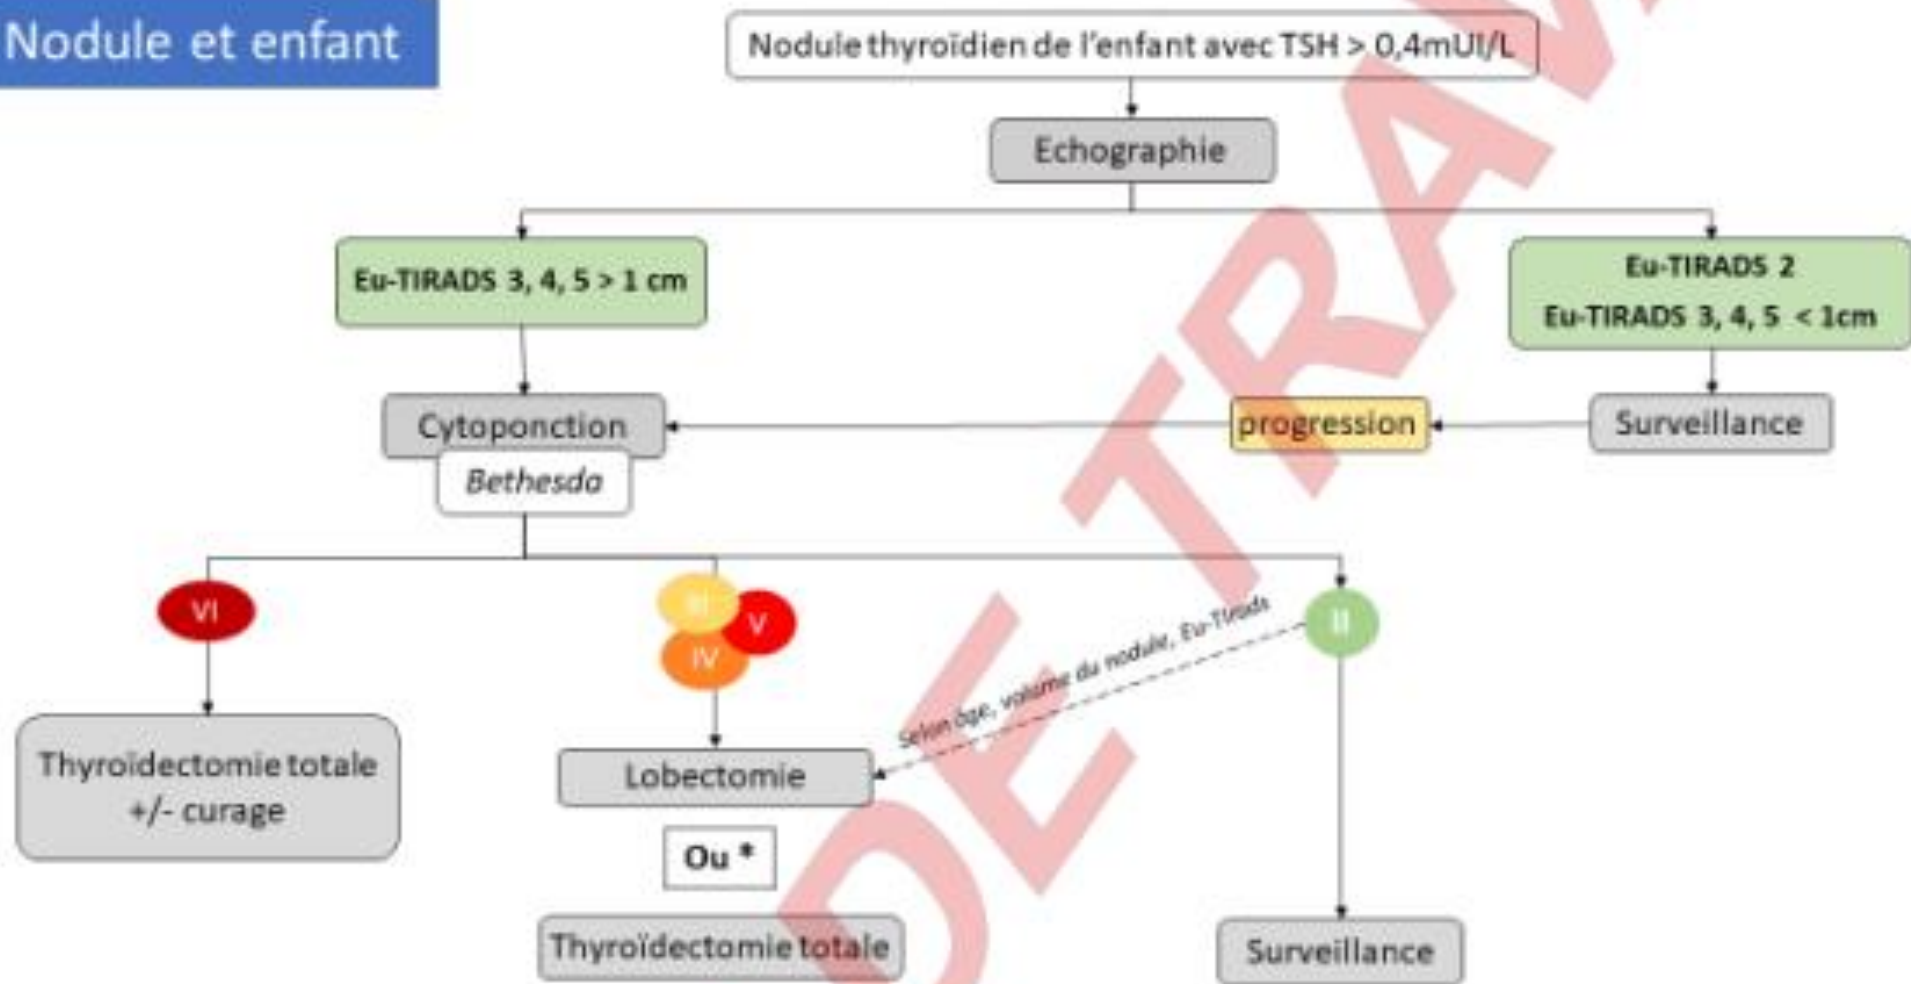 Nodule et enfant
Nodule thyroïdien de l'enfant avec TSH > 0,4mUI/L
Echographie
Eu-TIRADS 3, 4, 5 > 1 cm
Eu-TIRADS 2
Eu-TIRADS 3, 4, 5 < 1cm
Cytoponction
progression
Surveillance
Bethesda
VI
III
V
IV
II
Selon âge, volume du nodule, Eu-Tirads
Thyroïdectomie totale
+/- curage
Lobectomie
Ou *
Thyroïdectomie totale
Surveillance
DE TRAV